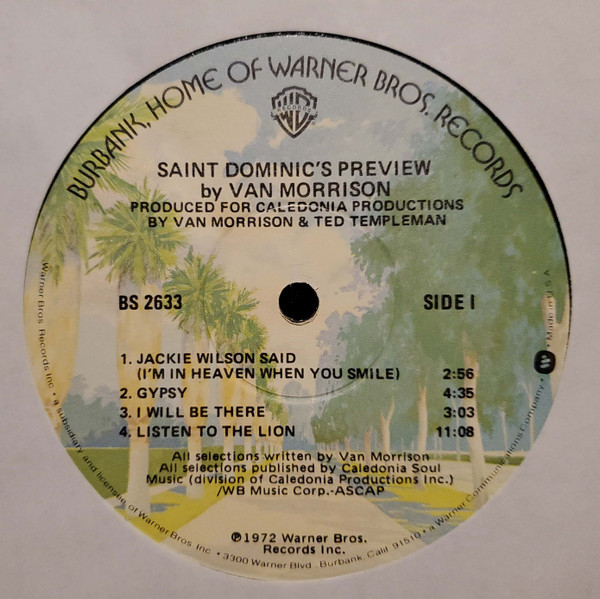 BURBANK, HOME OF WARNER BROS. RECORDS
WB
RECORDS
SAINT DOMINIC'S PREVIEW
by VAN MORRISON
PRODUCED FOR CALEDONIA PRODUCTIONS
BY VAN MORRISON & TED TEMPLEMAN
BS 2633
SIDE I
1. JACKIE WILSON SAID
(I'M IN HEAVEN WHEN YOU SMILE) 2:56
2. GYPSY 4:35
3. I WILL BE THERE 3:03
4. LISTEN TO THE LION 11:08
All selections written by Van Morrison
All selections published by Caledonia Soul
Music (division of Caledonia Productions Inc.)
/WB Music Corp.-ASCAP
℗1972 Warner Bros.
Records Inc.
Warner Bros. Records Inc. • a subsidiary and licensee of Warner Bros. Inc. • 3300 Warner Blvd., Burbank, Calif. 91510 • a Warner Communications Company • Made in U.S.A.